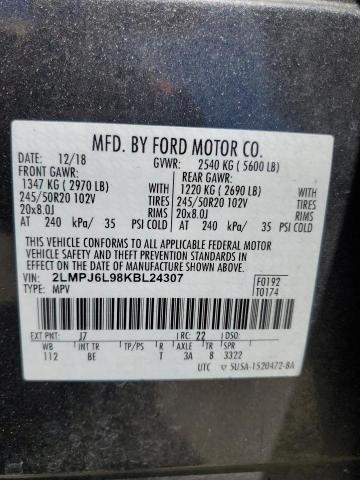 MFD. BY FORD MOTOR CO.
DATE: 12/18 GVWR: 2540 KG (5600 LB)
FRONT GAWR: REAR GAWR:
1347 KG (2970 LB) WITH 1220 KG (2690 LB) WITH
245/50R20 102V TIRES 245/50R20 102V TIRES
20x8.0J 20x8.0J
AT 240 kPa/ 35 PSI COLD AT 240 kPa/ 35 PSI COLD
THIS VEHICLE CONFORMS TO ALL APPLICABLE FEDERAL MOTOR
VEHICLE SAFETY AND THEFT PREVENTION STANDARDS IN EFFECT
ON THE DATE OF MANUFACTURE SHOWN ABOVE.
VIN: 2LMPJ6L98KBL24307 F0192
TYPE: MPV T0174
EXT PNT: J7 RC: 22 DSO:
WB INT TR TP/PS R AXLE TR SPR
112 BE T 3A 8 3322
UTC ▽ 5U5A-1520472-BA